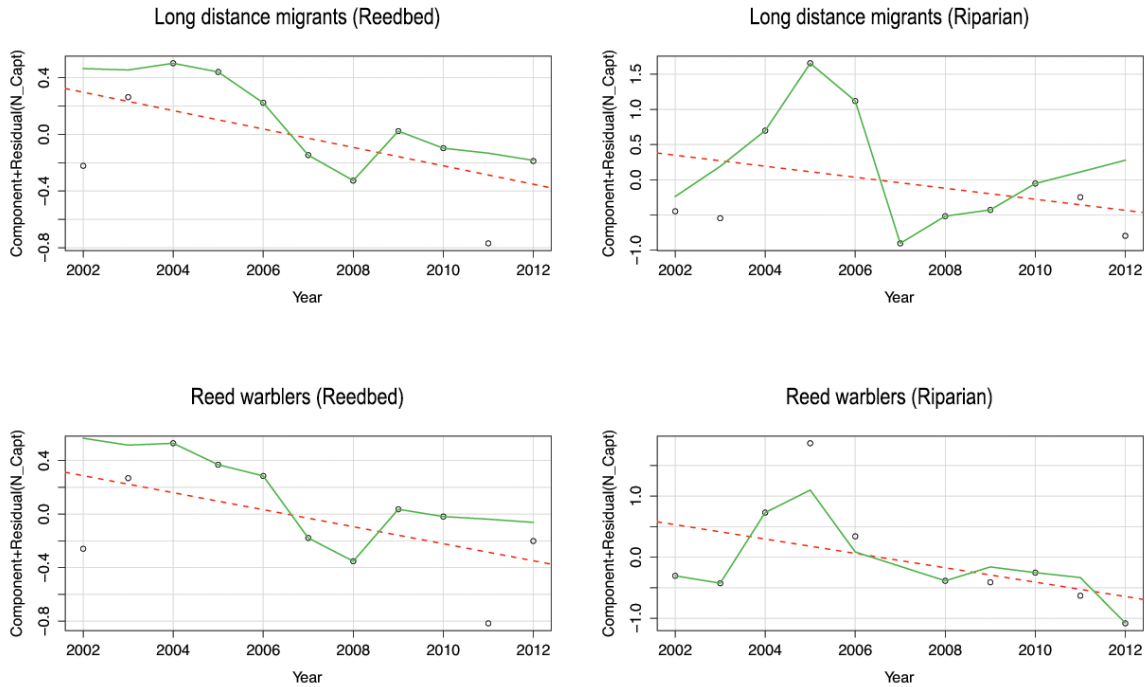 Long distance migrants (Reedbed)
Component+Residual(N_Capt)
0.4
0.0
−0.4
−0.8
2002 2004 2006 2008 2010 2012
Year
Long distance migrants (Riparian)
Component+Residual(N_Capt)
1.5
1.0
0.5
0.0
−1.0
2002 2004 2006 2008 2010 2012
Year
Reed warblers (Reedbed)
Component+Residual(N_Capt)
0.4
0.0
−0.4
−0.8
2002 2004 2006 2008 2010 2012
Year
Reed warblers (Riparian)
Component+Residual(N_Capt)
1.0
0.0
−1.0
2002 2004 2006 2008 2010 2012
Year